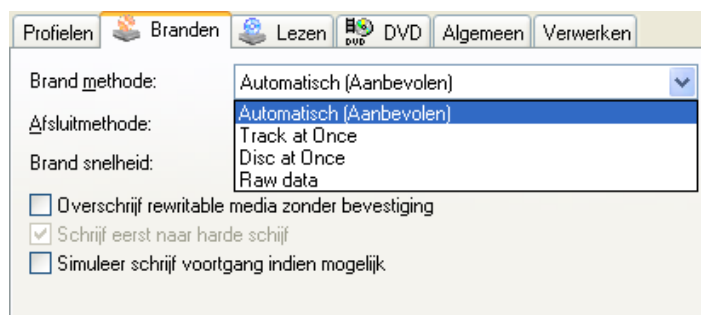 Profielen Branden Lezen DVD DVD Algemeen Verwerken
Brand methode: Automatisch (Aanbevolen)
Automatisch (Aanbevolen)
Afsluitmethode:
Track at Once
Disc at Once
Brand snelheid:
Raw data
Overschrijf rewritable media zonder bevestiging
Schrijf eerst naar harde schijf
Simuleer schrijf voortgang indien mogelijk